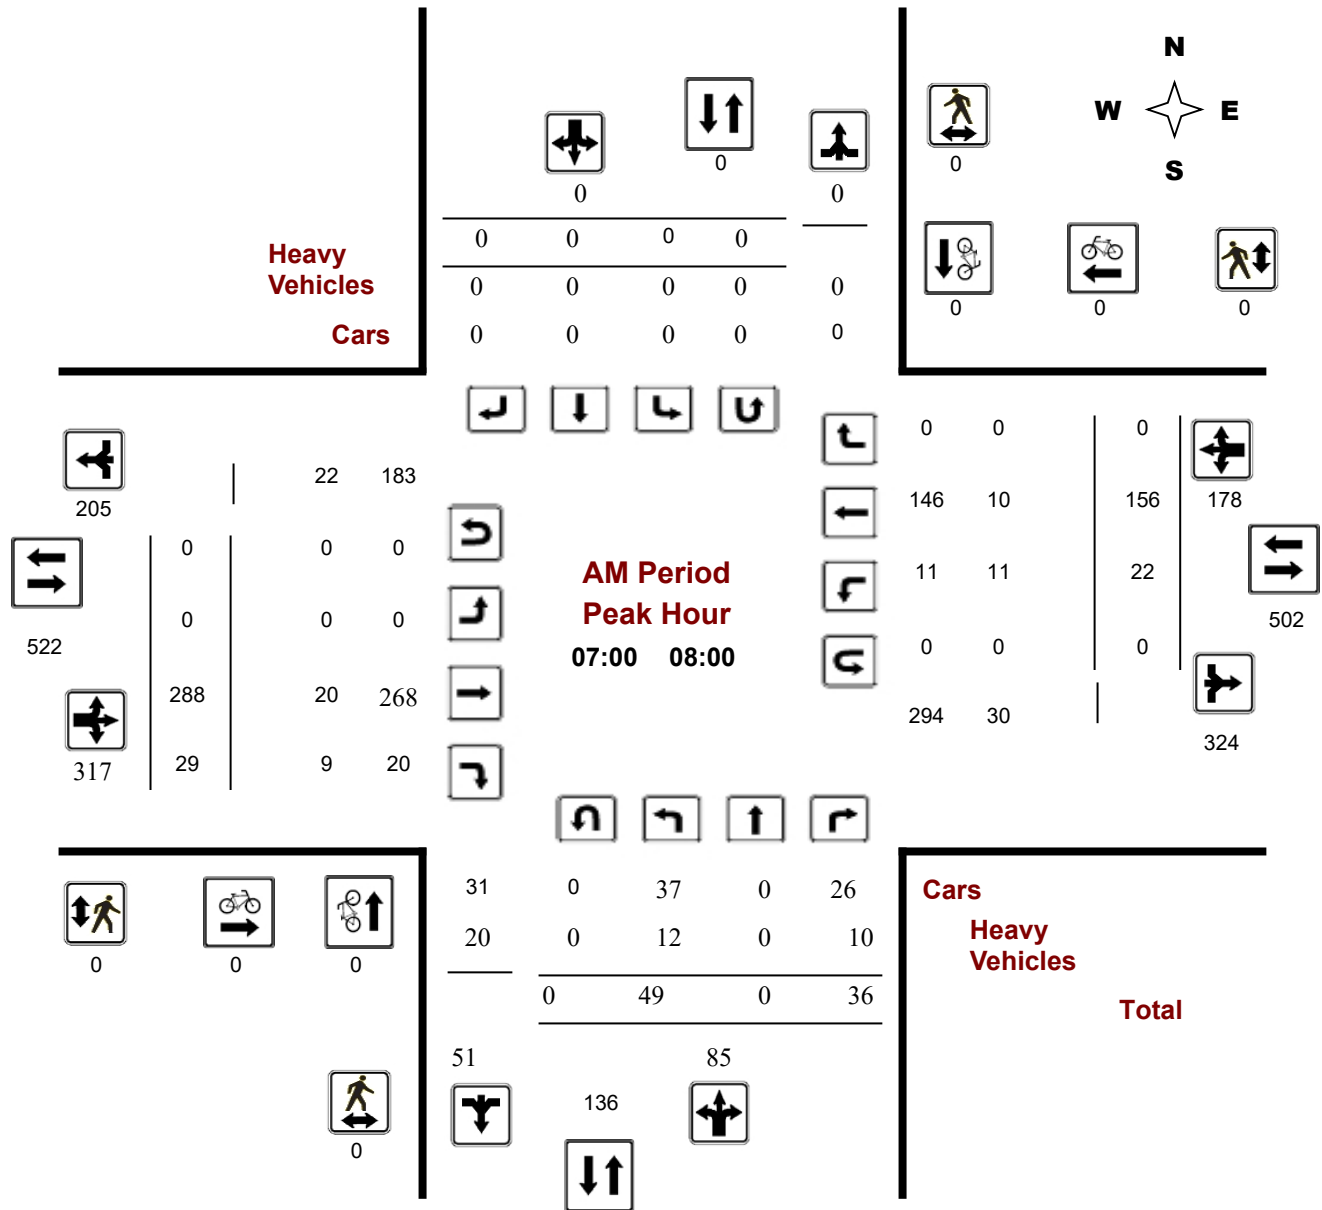 N
W E
S
0
0
0
0 0
0 0 0 0
Heavy
Vehicles
0 0 0 0 0
Cars
0 0 0 0 0
0 0 0
0 0 0
22 183
205
146 10 156 178
0 0 0
AM Period
11 11 22
Peak Hour
0 0 0
502
522
07:00 08:00
0 0 0
288 20 268
294 30
324
317
29 9 20
31 0 37 0 26
Cars
20 0 12 0 10
Heavy
Vehicles
0 0 0
0 49 0 36
Total
51 85
136
0